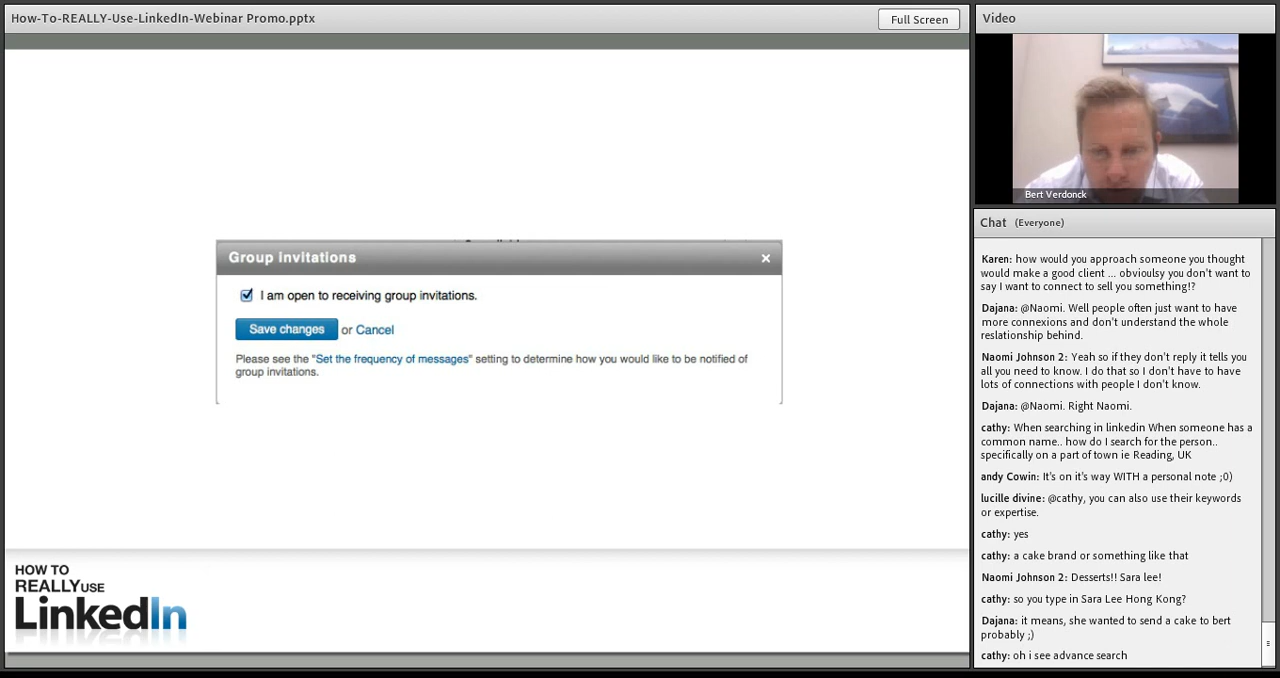 How-To-REALLY-Use-LinkedIn-Webinar Promo.pptx
Full Screen
Group invitations
×
I am open to receiving group invitations.
Save changes or Cancel
Please see the "Set the frequency of messages" setting to determine how you would like to be notified of
group invitations.
HOW TO
REALLY USE
LinkedIn
Video
Bert Verdonck
Chat (Everyone)
Karen: how would you approach someone you thought
would make a good client ... obvioulsy you don't want to
say I want to connect to sell you something!?
Dajana: @Naomi. Well people often just want to have
more connexions and don't understand the whole
reslationship behind.
Naomi Johnson 2: Yeah so if they don't reply it tells you
all you need to know. I do that so I don't have to have
lots of connections with people I don't know.
Dajana: @Naomi. Right Naomi.
cathy: When searching in linkedin When someone has a
common name.. how do I search for the person..
specifically on a part of town ie Reading, UK
andy Cowin: It's on it's way WITH a personal note ;0)
lucille divine: @cathy, you can also use their keywords
or expertise.
cathy: yes
cathy: a cake brand or something like that
Naomi Johnson 2: Desserts!! Sara lee!
cathy: so you type in Sara Lee Hong Kong?
Dajana: it means, she wanted to send a cake to bert
probably ;)
cathy: oh i see advance search